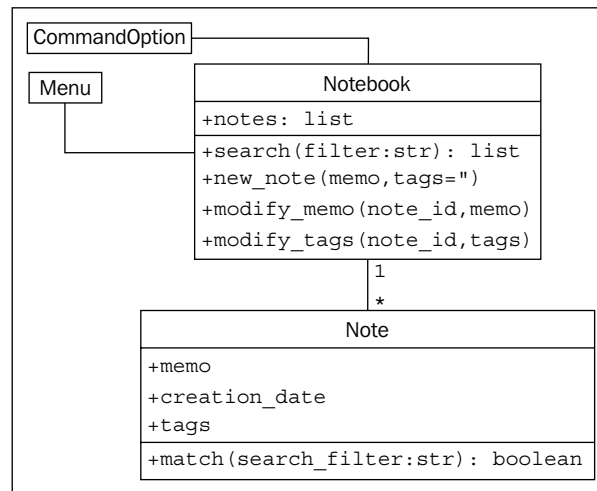 CommandOption
Menu
Notebook
+notes: list
+search(filter:str): list
+new_note(memo,tags=")
+modify_memo(note_id,memo)
+modify_tags(note_id,tags)
1
*
Note
+memo
+creation_date
+tags
+match(search_filter:str): boolean